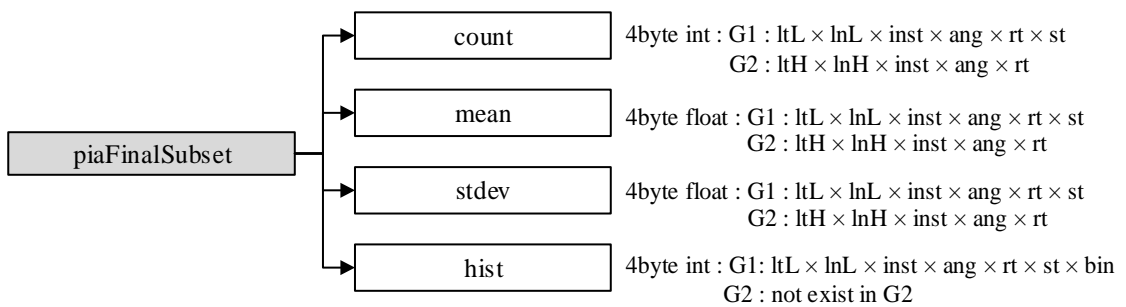 count
4byte int : G1 : ltL × lnL × inst × ang × rt × st
G2 : ltH × lnH × inst × ang × rt
mean
4byte float : G1 : ltL × lnL × inst × ang × rt × st
G2 : ltH × lnH × inst × ang × rt
piaFinalSubset
stdev
4byte float : G1 : ltL × lnL × inst × ang × rt × st
G2 : ltH × lnH × inst × ang × rt
hist
4byte int : G1: ltL × lnL × inst × ang × rt × st × bin
G2 : not exist in G2